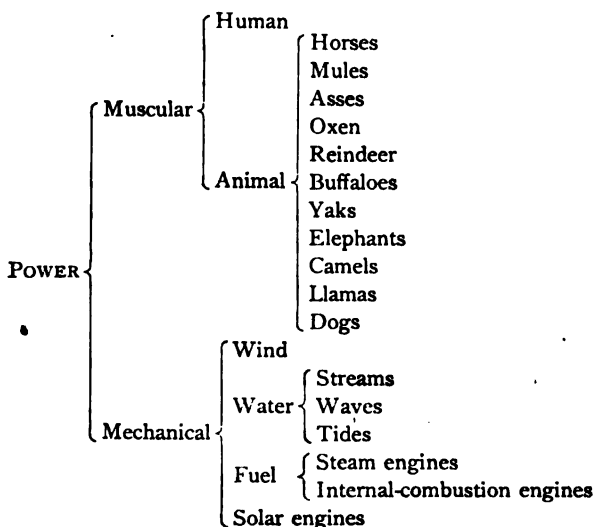 Human
Horses
Mules
Muscular
Asses
Oxen
Reindeer
Animal
Buffaloes
Yaks
Elephants
POWER
Camels
Llamas
Dogs
Wind
Streams
Water
Waves
Mechanical
Tides
Steam engines
Fuel
Internal-combustion engines
Solar engines